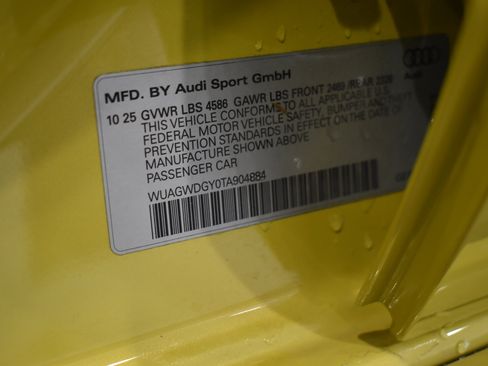 MFD. BY Audi Sport GmbH
10 25 GVWR LBS 4586 GAWR LBS FRONT 2469 /REAR 2326
THIS VEHICLE CONFORMS TO ALL APPLICABLE U.S.
FEDERAL MOTOR VEHICLE SAFETY, BUMPER AND THEFT
PREVENTION STANDARDS IN EFFECT ON THE DATE OF
MANUFACTURE SHOWN ABOVE
PASSENGER CAR
WUAGWDGY0TA904884